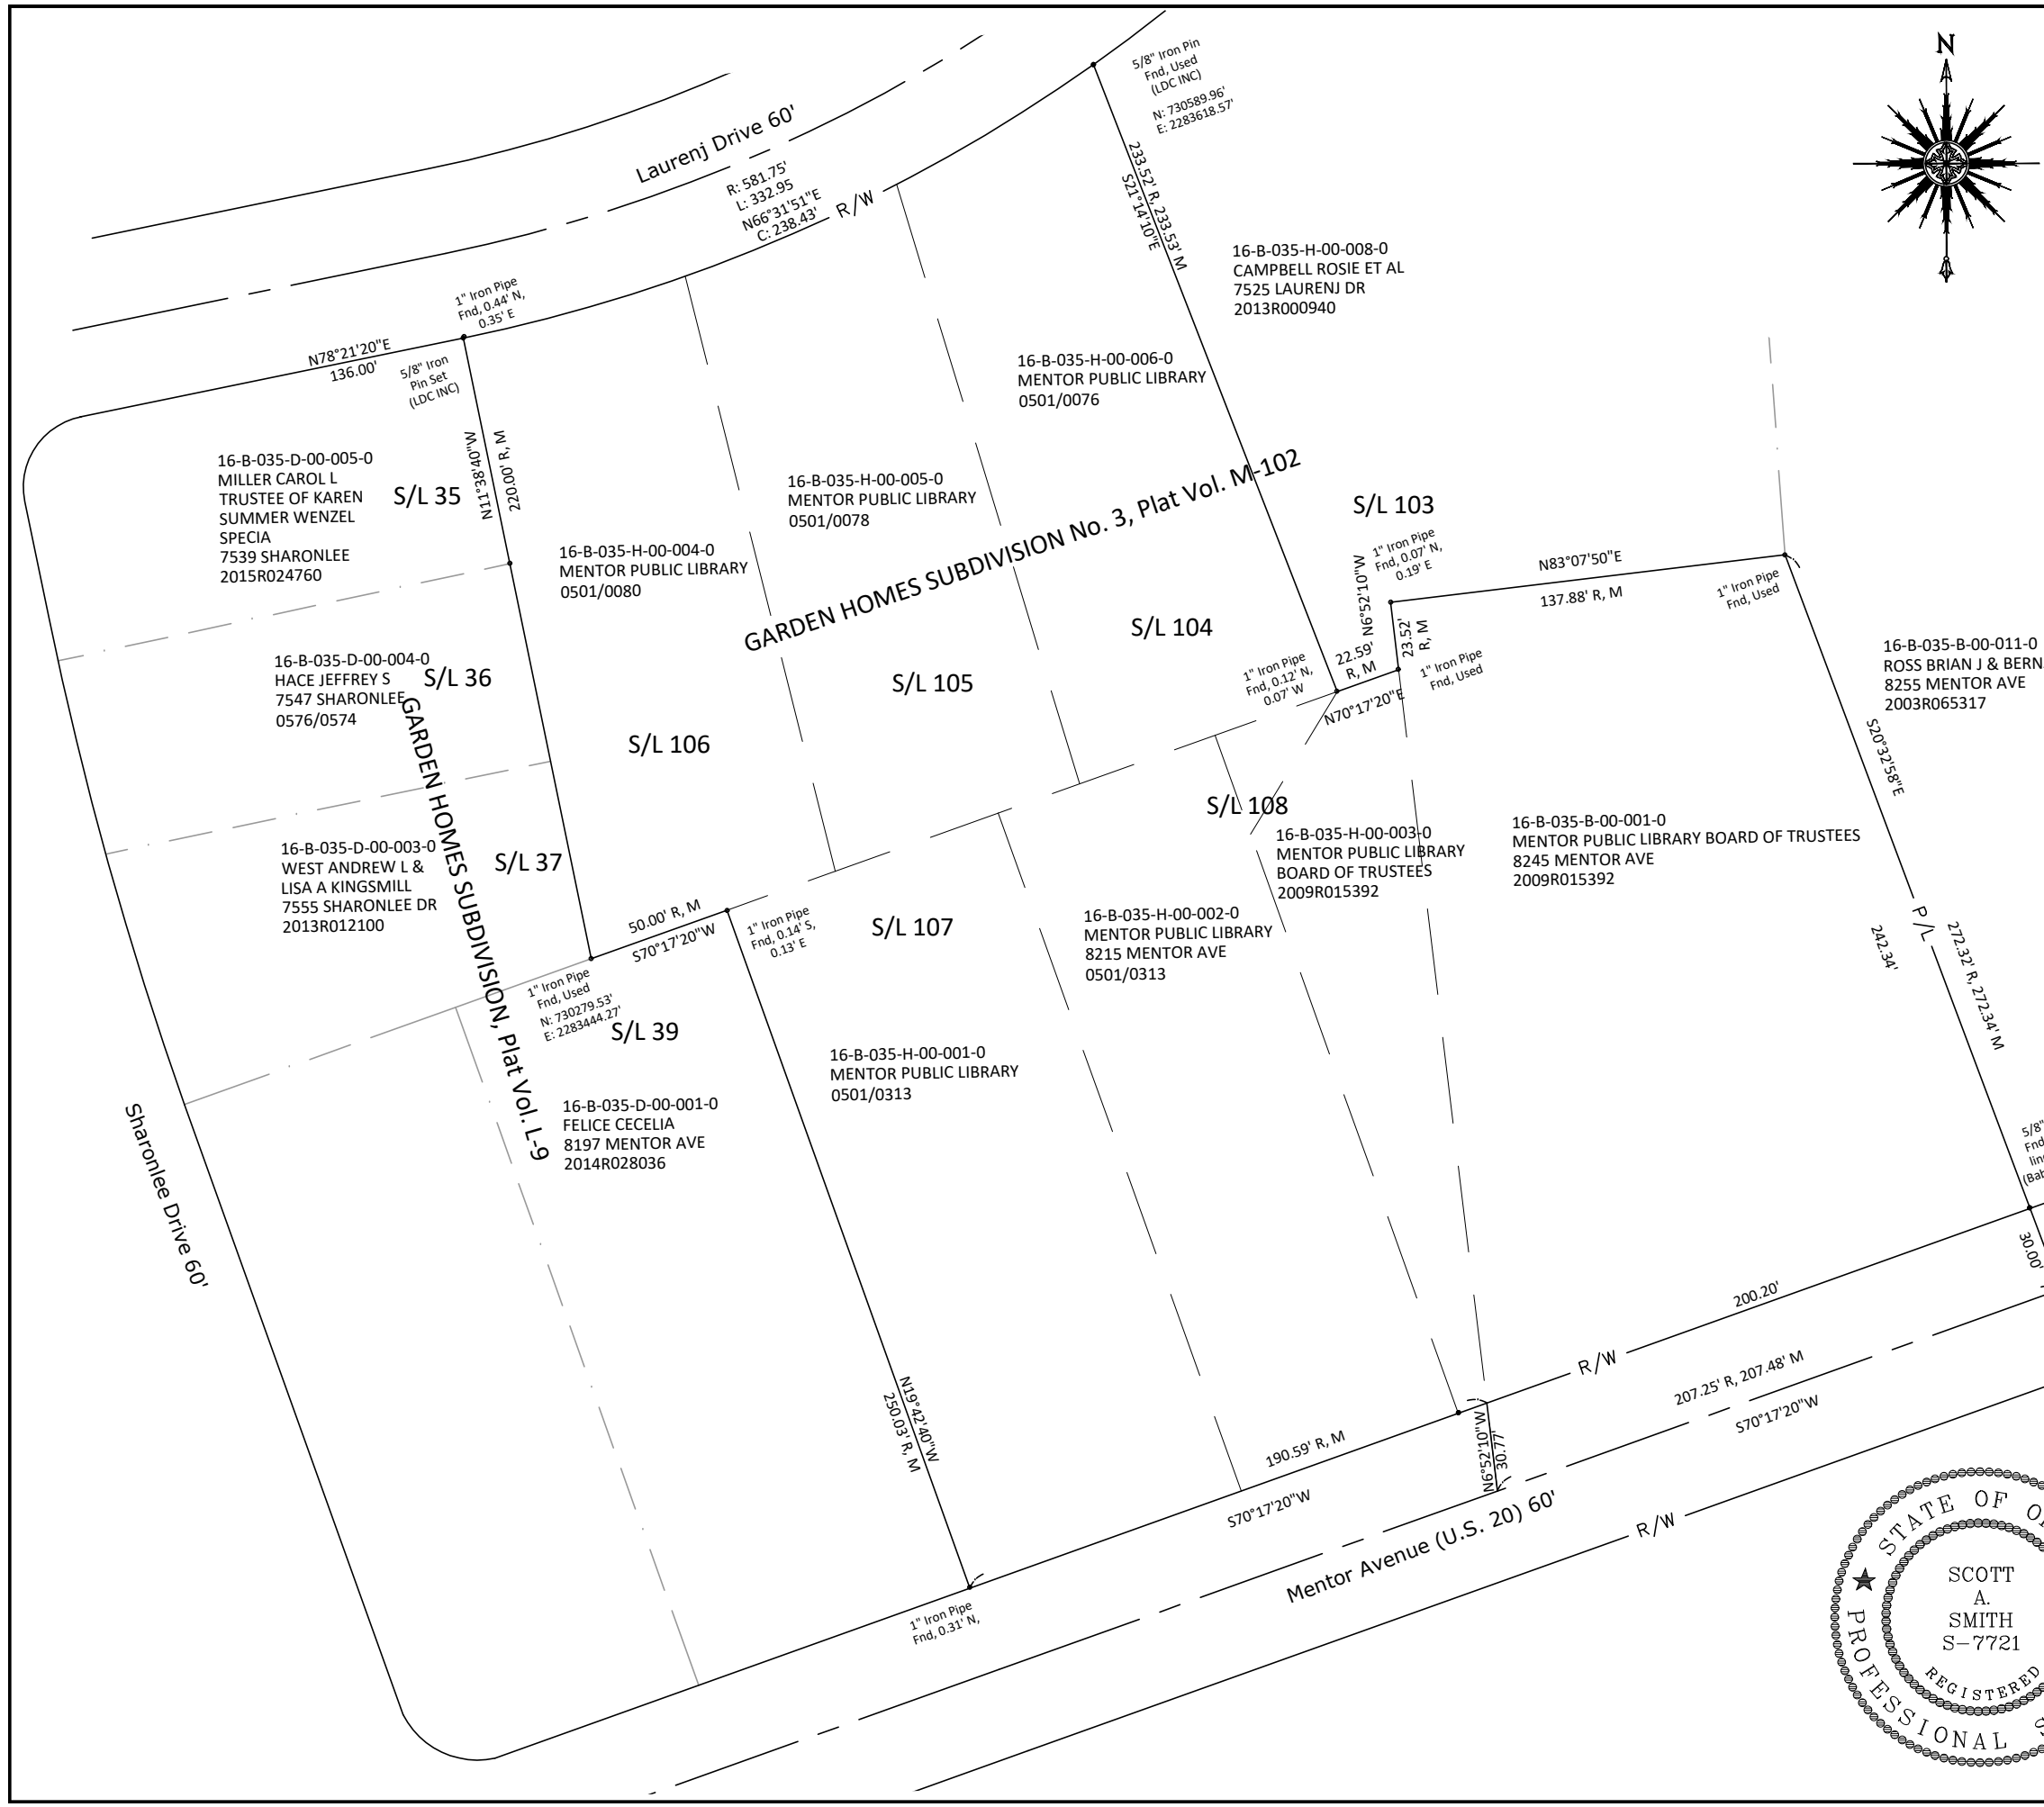 N
5/8" Iron Pin
Fnd, Used
(LDC INC)
N: 730589.96'
E: 2283618.57'
Laurenj Drive 60'
R: 581.75'
L: 332.95
N66°31'51"E
C: 238.43'
R/W
233.52' R, 233.53' M
S21°14'10"E
16-B-035-H-00-008-0
CAMPBELL ROSIE ET AL
7525 LAURENJ DR
2013R000940
1" Iron Pipe
Fnd, 0.44' N,
0.35' E
N78°21'20"E
136.00'
5/8" Iron
Pin Set
(LDC INC)
16-B-035-H-00-006-0
MENTOR PUBLIC LIBRARY
0501/0076
16-B-035-D-00-005-0
MILLER CAROL L
TRUSTEE OF KAREN
SUMMER WENZEL
SPECIA
7539 SHARONLEE
2015R024760
S/L 35
N11°38'40"W
220.00' R, M
16-B-035-H-00-005-0
MENTOR PUBLIC LIBRARY
0501/0078
GARDEN HOMES SUBDIVISION No. 3, Plat Vol. M-102
S/L 103
16-B-035-H-00-004-0
MENTOR PUBLIC LIBRARY
0501/0080
1" Iron Pipe
Fnd, 0.07' N,
0.19' E
N6°52'10"W
23.52'
R, M
N83°07'50"E
137.88' R, M
1" Iron Pipe
Fnd, Used
S/L 104
16-B-035-D-00-004-0
HACE JEFFREY S
7547 SHARONLEE
0576/0574
S/L 36
S/L 105
1" Iron Pipe
Fnd, 0.12' N,
0.07' W
22.59'
R, M
N70°17'20"E
1" Iron Pipe
Fnd, Used
16-B-035-B-00-011-0
ROSS BRIAN J & BERN
8255 MENTOR AVE
2003R065317
S20°32'58"E
S/L 106
GARDEN HOMES SUBDIVISION, Plat Vol. L-9
S/L 108
16-B-035-D-00-003-0
WEST ANDREW L &
LISA A KINGSMILL
7555 SHARONLEE DR
2013R012100
S/L 37
16-B-035-H-00-003-0
MENTOR PUBLIC LIBRARY
BOARD OF TRUSTEES
2009R015392
16-B-035-B-00-001-0
MENTOR PUBLIC LIBRARY BOARD OF TRUSTEES
8245 MENTOR AVE
2009R015392
50.00' R, M
S70°17'20"W
1" Iron Pipe
Fnd, 0.14' S,
0.13' E
S/L 107
16-B-035-H-00-002-0
MENTOR PUBLIC LIBRARY
8215 MENTOR AVE
0501/0313
P/L
242.34'
272.32' R, 272.34' M
1" Iron Pipe
Fnd, Used
N: 730279.53'
E: 2283444.27'
S/L 39
16-B-035-H-00-001-0
MENTOR PUBLIC LIBRARY
0501/0313
16-B-035-D-00-001-0
FELICE CECELIA
8197 MENTOR AVE
2014R028036
Sharonlee Drive 60'
5/8"
Fnd
30.00'
200.20'
R/W
207.25' R, 207.48' M
S70°17'20"W
N19°42'40"W
250.03' R, M
190.59' R, M
S70°17'20"W
N6°52'10"W
30.77'
Mentor Avenue (U.S. 20) 60'
R/W
1" Iron Pipe
Fnd, 0.31' N,
STATE OF
SCOTT
A.
SMITH
S-7721
REGISTERED
PROFESSIONAL